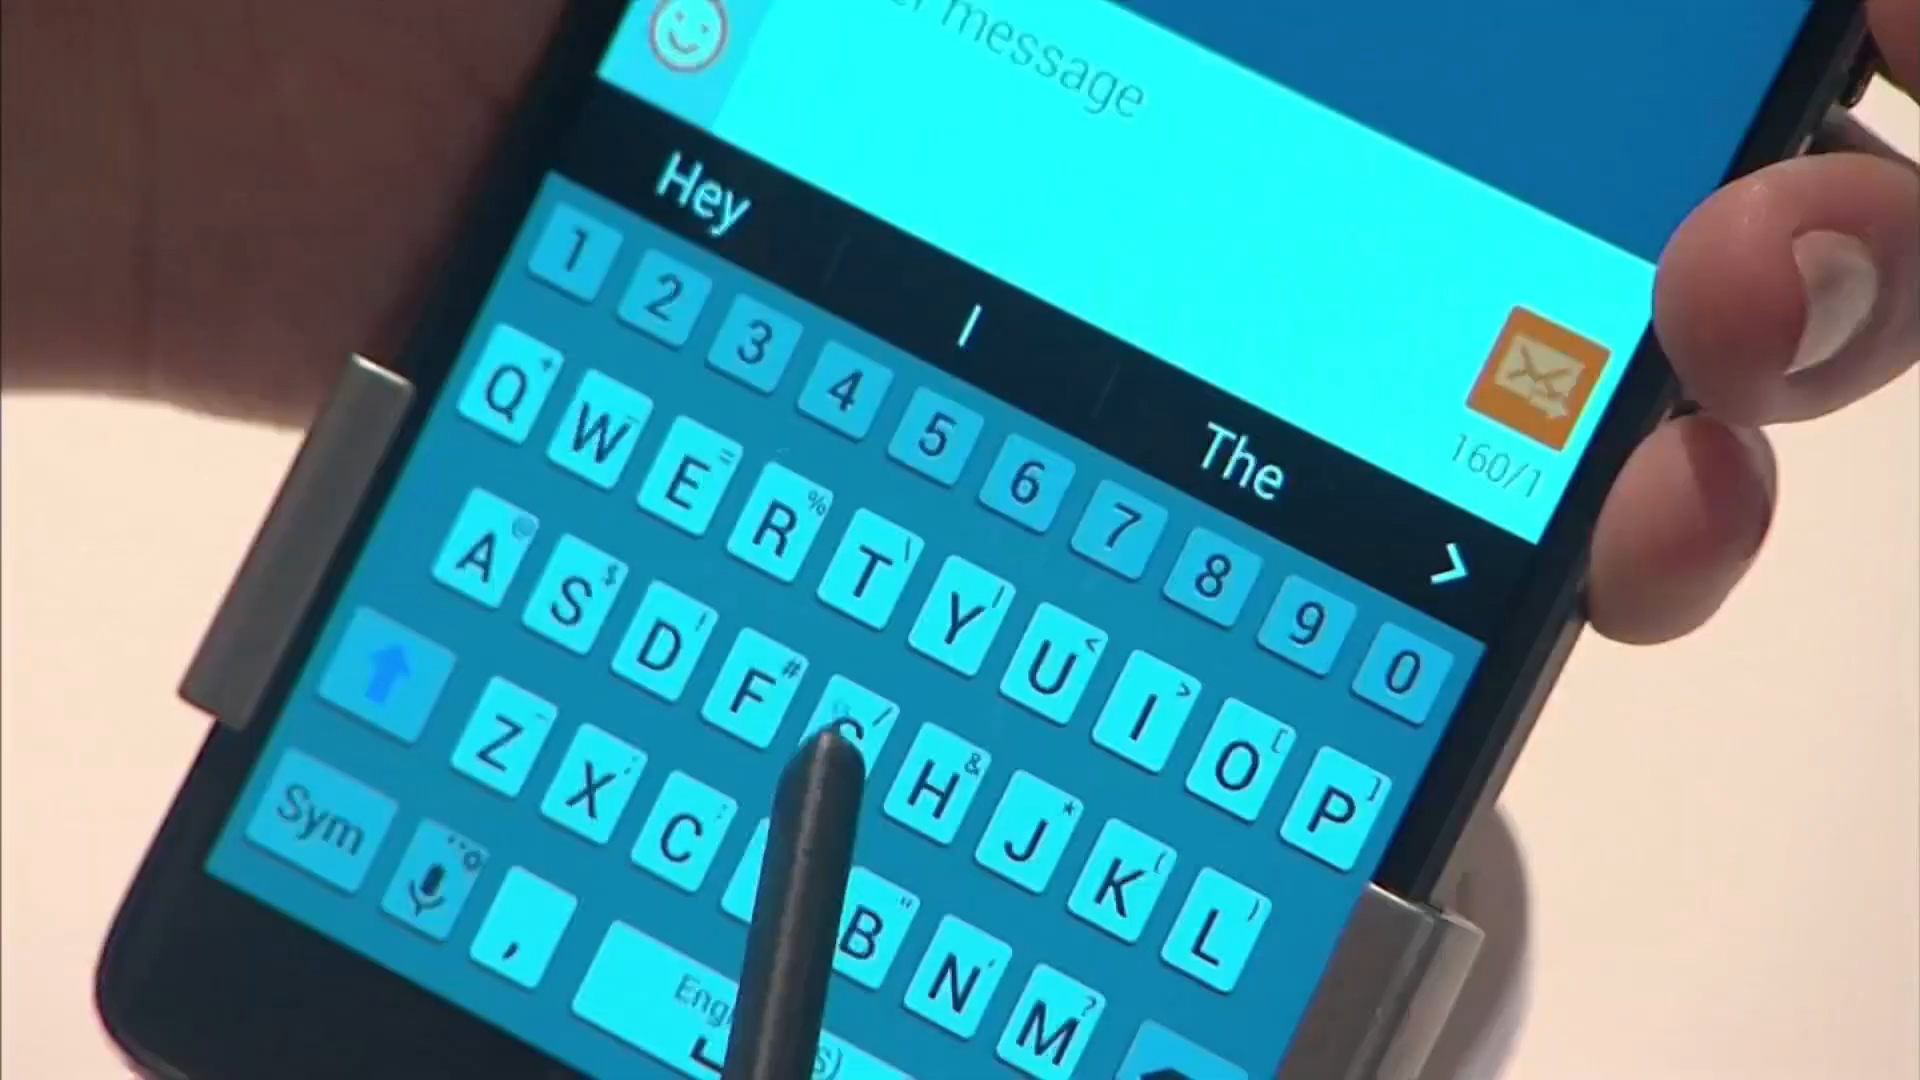 message
160/1
Hey I The >
1 2 3 4 5 6 7 8 9 0
Q W E R T Y U I O P
A S D F G H J K L
Z X C B N M
Sym ,